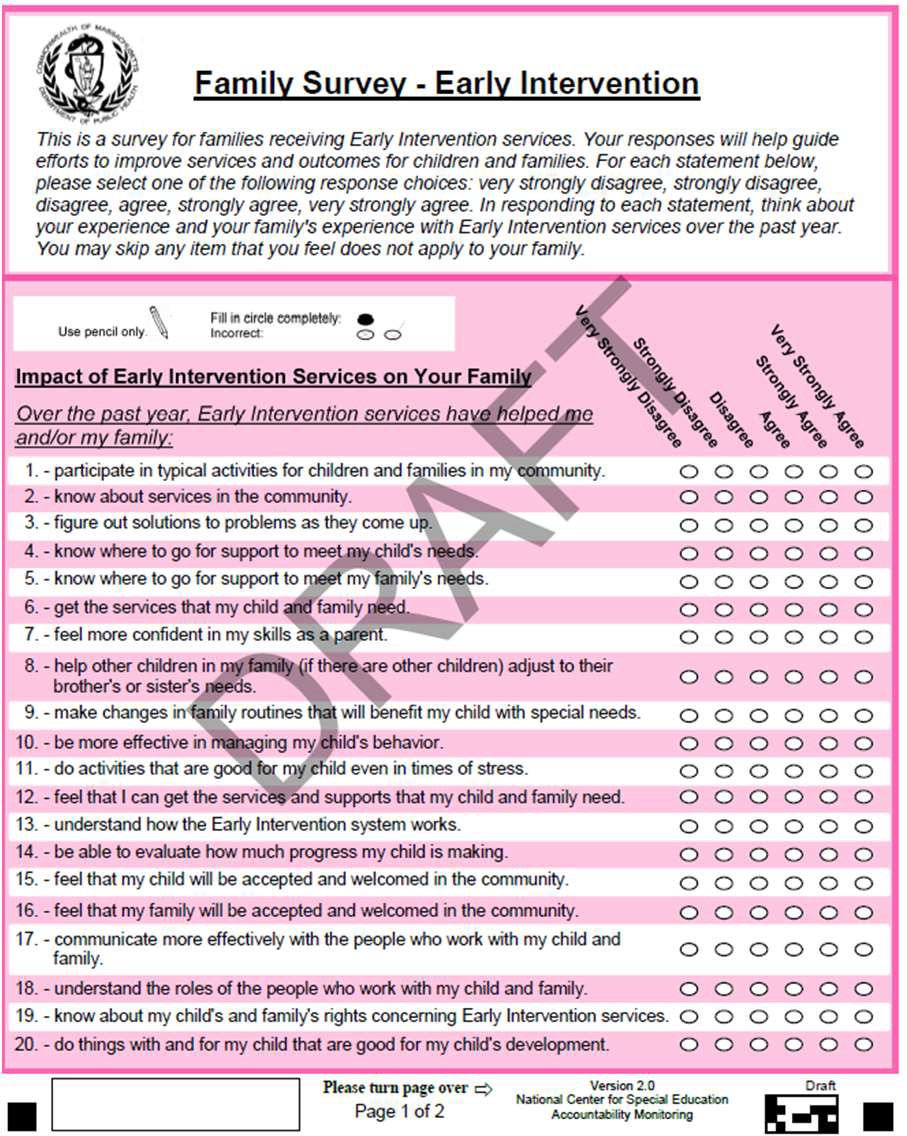 COMMONWEALTH OF MASSACHUSETTS
DEPARTMENT OF PUBLIC HEALTH
Family Survey - Early Intervention
This is a survey for families receiving Early Intervention services. Your responses will help guide
efforts to improve services and outcomes for children and families. For each statement below,
please select one of the following response choices: very strongly disagree, strongly disagree,
disagree, agree, strongly agree, very strongly agree. In responding to each statement, think about
your experience and your family's experience with Early Intervention services over the past year.
You may skip any item that you feel does not apply to your family.
Use pencil only.
Fill in circle completely:
Incorrect:
Very Strongly Disagree
Strongly Disagree
Disagree
Agree
Strongly Agree
Very Strongly Agree
Impact of Early Intervention Services on Your Family
Over the past year, Early Intervention services have helped me
and/or my family:
1. - participate in typical activities for children and families in my community.
2. - know about services in the community.
3. - figure out solutions to problems as they come up.
4. - know where to go for support to meet my child's needs.
5. - know where to go for support to meet my family's needs.
6. - get the services that my child and family need.
7. - feel more confident in my skills as a parent.
8. - help other children in my family (if there are other children) adjust to their
brother's or sister's needs.
9. - make changes in family routines that will benefit my child with special needs.
10. - be more effective in managing my child's behavior.
11. - do activities that are good for my child even in times of stress.
12. - feel that I can get the services and supports that my child and family need.
13. - understand how the Early Intervention system works.
14. - be able to evaluate how much progress my child is making.
15. - feel that my child will be accepted and welcomed in the community.
16. - feel that my family will be accepted and welcomed in the community.
17. - communicate more effectively with the people who work with my child and
family.
18. - understand the roles of the people who work with my child and family.
19. - know about my child's and family's rights concerning Early Intervention services.
20. - do things with and for my child that are good for my child's development.
DRAFT
Please turn page over
Page 1 of 2
Version 2.0
National Center for Special Education
Accountability Monitoring
Draft